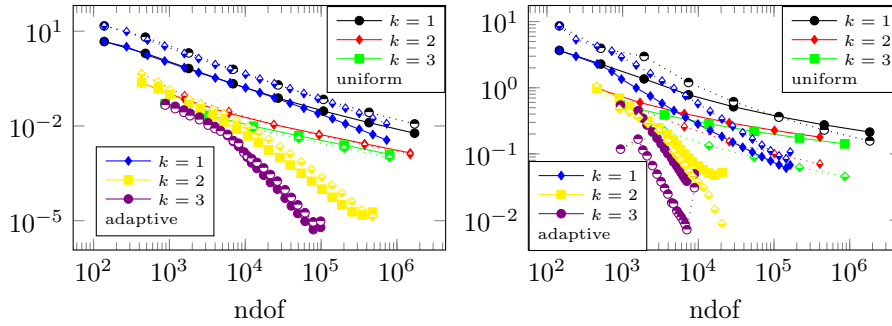 10^1
10^-2
10^-5
k = 1
k = 2
k = 3
uniform
k = 1
k = 2
k = 3
adaptive
10^2 10^3 10^4 10^5 10^6
ndof
10^1
10^0
10^-1
10^-2
k = 1
k = 2
k = 3
uniform
k = 1
k = 2
k = 3
adaptive
10^2 10^3 10^4 10^5 10^6
ndof